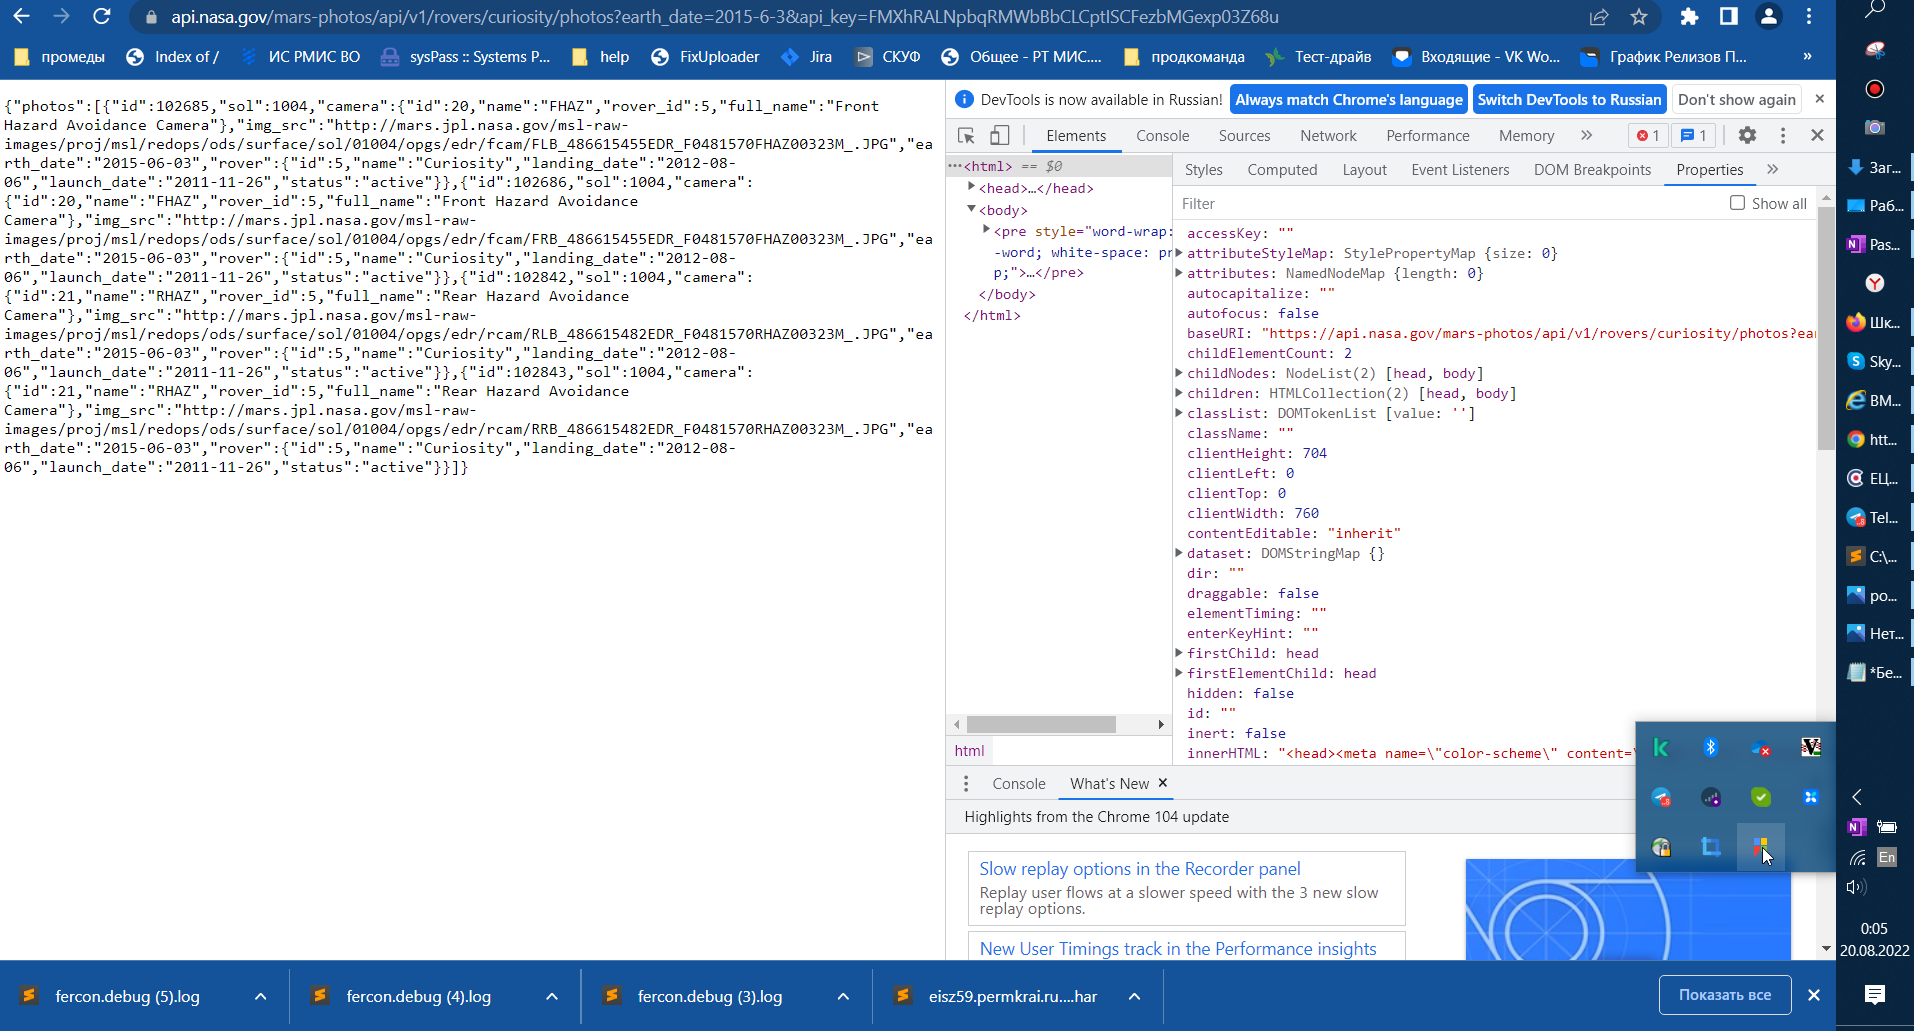 api.nasa.gov/mars-photos/api/v1/rovers/curiosity/photos?earth_date=2015-6-3&api_key=FMXhRALNpbqRMWbBbCLCptISCFezbMGexp03Z68u
промеды
Index of /
ИС РМИС ВО
sysPass :: Systems P...
help
FixUploader
Jira
СКУФ
Общее - РТ МИС....
продкоманда
Тест-драйв
Входящие - VK Wo...
График Релизов П...
»
{"photos":[{"id":102685,"sol":1004,"camera":{"id":20,"name":"FHAZ","rover_id":5,"full_name":"Front
Hazard Avoidance Camera"},"img_src":"http://mars.jpl.nasa.gov/msl-raw-
images/proj/msl/redops/ods/surface/sol/01004/opgs/edr/fcam/FLB_486615455EDR_F0481570FHAZ00323M_.JPG","ea
rth_date":"2015-06-03","rover":{"id":5,"name":"Curiosity","landing_date":"2012-08-
06","launch_date":"2011-11-26","status":"active"}},{"id":102686,"sol":1004,"camera":
{"id":20,"name":"FHAZ","rover_id":5,"full_name":"Front Hazard Avoidance
Camera"},"img_src":"http://mars.jpl.nasa.gov/msl-raw-
images/proj/msl/redops/ods/surface/sol/01004/opgs/edr/fcam/FRB_486615455EDR_F0481570FHAZ00323M_.JPG","ea
rth_date":"2015-06-03","rover":{"id":5,"name":"Curiosity","landing_date":"2012-08-
06","launch_date":"2011-11-26","status":"active"}},{"id":102842,"sol":1004,"camera":
{"id":21,"name":"RHAZ","rover_id":5,"full_name":"Rear Hazard Avoidance
Camera"},"img_src":"http://mars.jpl.nasa.gov/msl-raw-
images/proj/msl/redops/ods/surface/sol/01004/opgs/edr/rcam/RLB_486615482EDR_F0481570RHAZ00323M_.JPG","ea
rth_date":"2015-06-03","rover":{"id":5,"name":"Curiosity","landing_date":"2012-08-
06","launch_date":"2011-11-26","status":"active"}},{"id":102843,"sol":1004,"camera":
{"id":21,"name":"RHAZ","rover_id":5,"full_name":"Rear Hazard Avoidance
Camera"},"img_src":"http://mars.jpl.nasa.gov/msl-raw-
images/proj/msl/redops/ods/surface/sol/01004/opgs/edr/rcam/RRB_486615482EDR_F0481570RHAZ00323M_.JPG","ea
rth_date":"2015-06-03","rover":{"id":5,"name":"Curiosity","landing_date":"2012-08-
06","launch_date":"2011-11-26","status":"active"}}]}
DevTools is now available in Russian!
Always match Chrome's language
Switch DevTools to Russian
Don't show again
Elements
Console
Sources
Network
Performance
Memory
»
1
1
…<html> == $0
<head>…</head>
<body>
<pre style="word-wrap:
-word; white-space: pr
p;">…</pre>
</body>
</html>
html
Styles
Computed
Layout
Event Listeners
DOM Breakpoints
Properties
»
Filter
Show all
accessKey: ""
attributeStyleMap: StylePropertyMap {size: 0}
attributes: NamedNodeMap {length: 0}
autocapitalize: ""
autofocus: false
baseURI: "https://api.nasa.gov/mars-photos/api/v1/rovers/curiosity/photos?ear
childElementCount: 2
childNodes: NodeList(2) [head, body]
children: HTMLCollection(2) [head, body]
classList: DOMTokenList [value: '']
className: ""
clientHeight: 704
clientLeft: 0
clientTop: 0
clientWidth: 760
contentEditable: "inherit"
dataset: DOMStringMap {}
dir: ""
draggable: false
elementTiming: ""
enterKeyHint: ""
firstChild: head
firstElementChild: head
hidden: false
id: ""
inert: false
innerHTML: "<head><meta name=\"color-scheme\" content=\
Console
What's New
Highlights from the Chrome 104 update
Slow replay options in the Recorder panel
Replay user flows at a slower speed with the 3 new slow
replay options.
New User Timings track in the Performance insights
fercon.debug (5).log
fercon.debug (4).log
fercon.debug (3).log
eisz59.permkrai.ru....har
Показать все
Заг...
Раб...
Pas...
Шк...
Sky...
ВМ...
htt...
ЕЦ...
Tel...
C:\...
po...
Нет...
*Бе...
En
0:05
20.08.2022